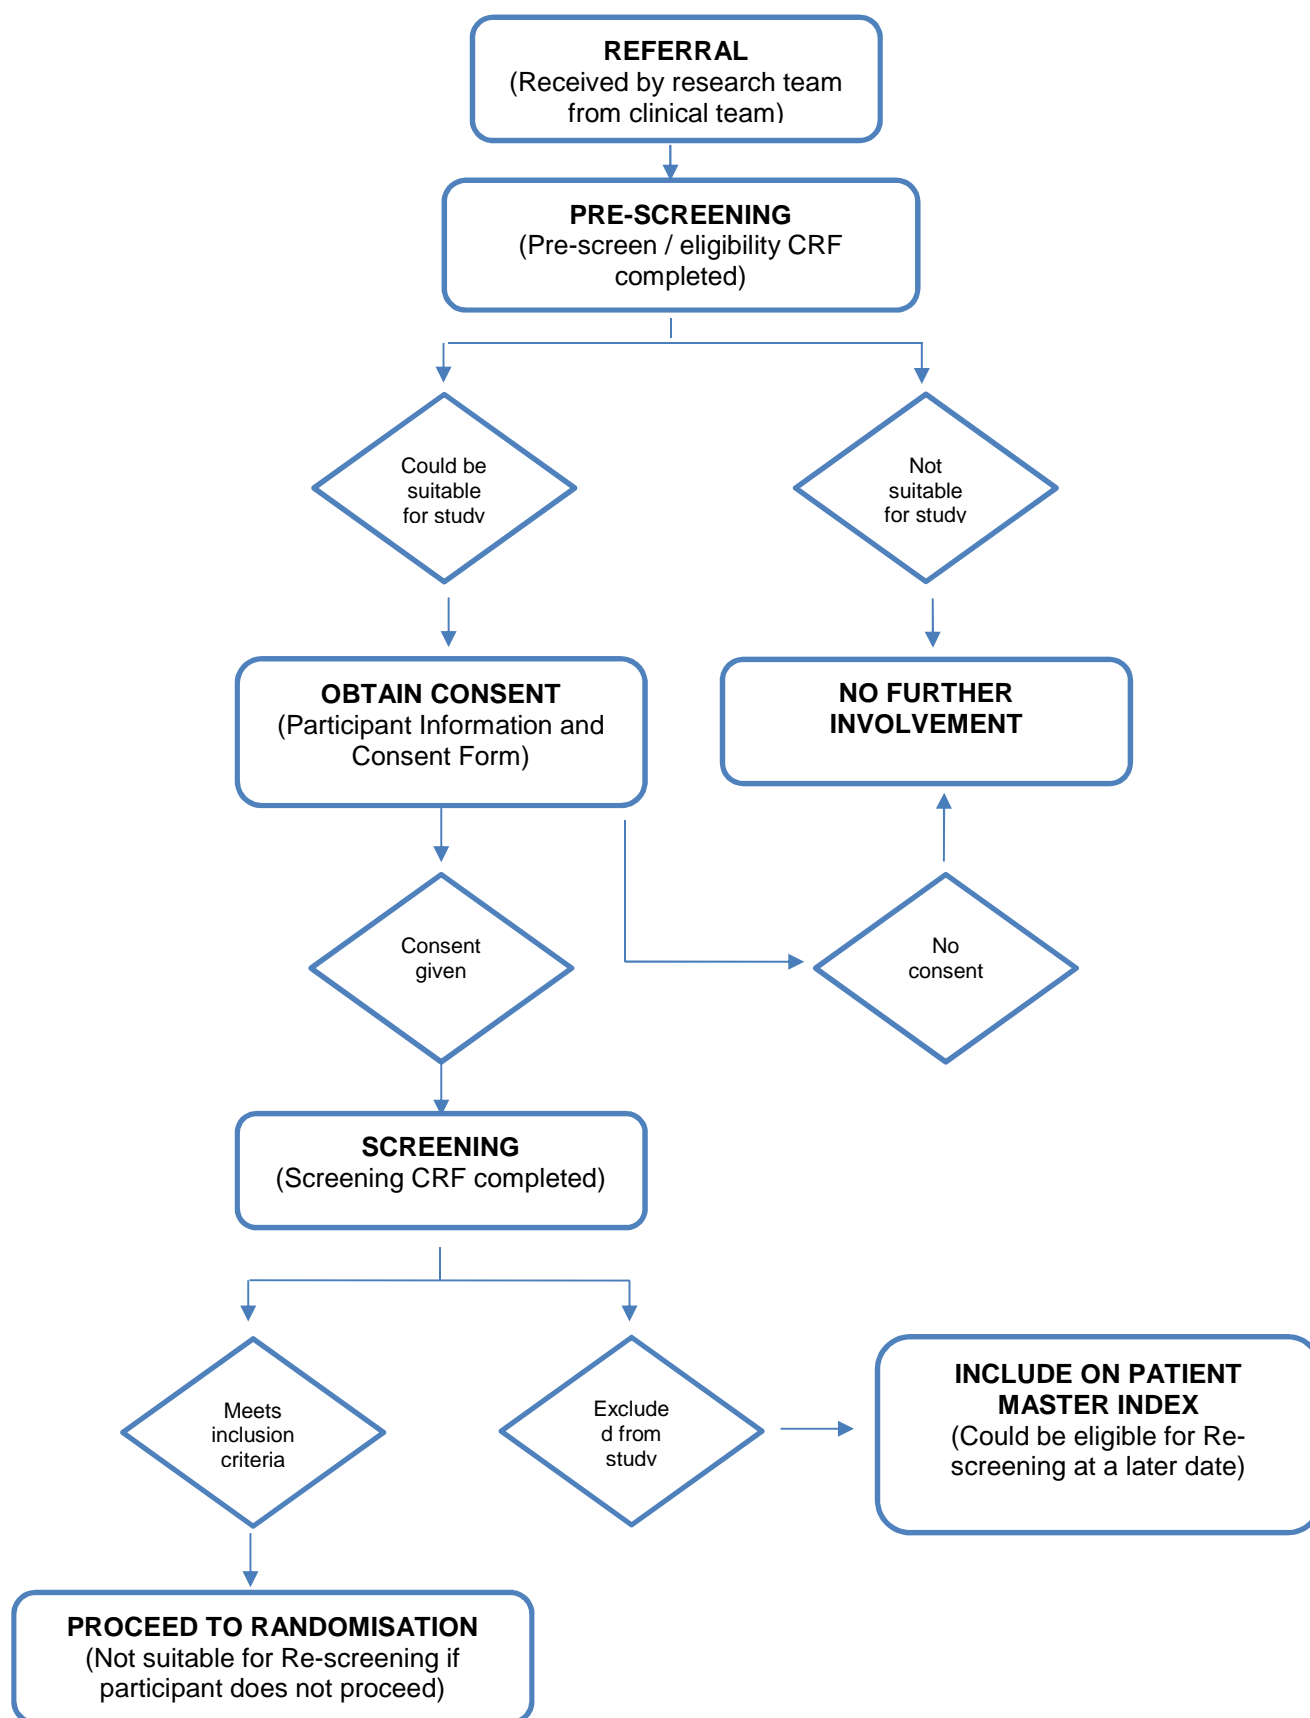 REFERRAL
(Received by research team
from clinical team)
PRE-SCREENING
(Pre-screen / eligibility CRF
completed)
Could be
suitable
for study
Not
suitable
for study
OBTAIN CONSENT
(Participant Information and
Consent Form)
NO FURTHER
INVOLVEMENT
Consent
given
No
consent
SCREENING
(Screening CRF completed)
Meets
inclusion
criteria
Exclude
d from
study
INCLUDE ON PATIENT
MASTER INDEX
(Could be eligible for Re-
screening at a later date)
PROCEED TO RANDOMISATION
(Not suitable for Re-screening if
participant does not proceed)